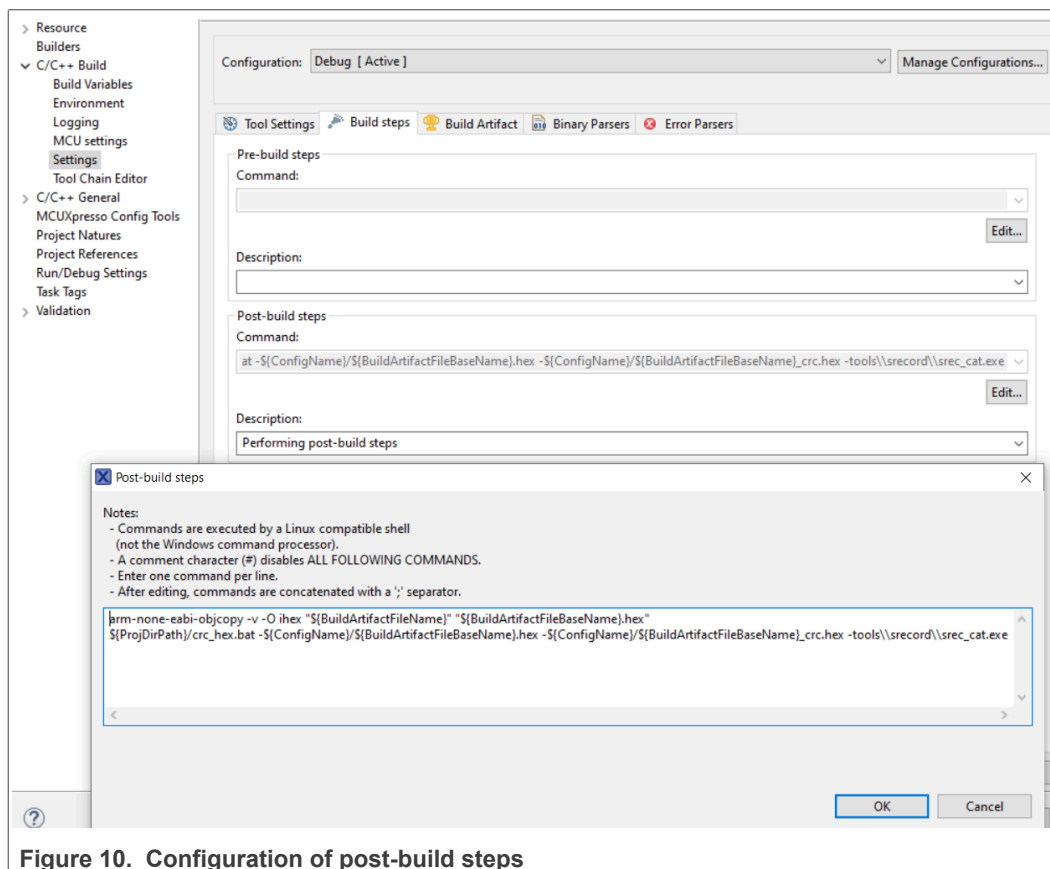 Resource
Builders
C/C++ Build
Build Variables
Environment
Logging
MCU settings
Settings
Tool Chain Editor
C/C++ General
MCUXpresso Config Tools
Project Natures
Project References
Run/Debug Settings
Task Tags
Validation
Configuration: Debug [ Active ] Manage Configurations...
Tool Settings Build steps Build Artifact Binary Parsers Error Parsers
Pre-build steps
Command:
Edit...
Description:
Post-build steps
Command:
at -${ConfigName}/${BuildArtifactFileBaseName}.hex -${ConfigName}/${BuildArtifactFileBaseName}_crc.hex -tools\\srecord\\srec_cat.exe
Edit...
Description:
Performing post-build steps
Post-build steps
Notes:
- Commands are executed by a Linux compatible shell
(not the Windows command processor).
- A comment character (#) disables ALL FOLLOWING COMMANDS.
- Enter one command per line.
- After editing, commands are concatenated with a ';' separator.
arm-none-eabi-objcopy -v -O ihex "${BuildArtifactFileName}" "${BuildArtifactFileBaseName}.hex"
${ProjDirPath}/crc_hex.bat -${ConfigName}/${BuildArtifactFileBaseName}.hex -${ConfigName}/${BuildArtifactFileBaseName}_crc.hex -tools\\srecord\\srec_cat.exe
OK Cancel
Figure 10. Configuration of post-build steps